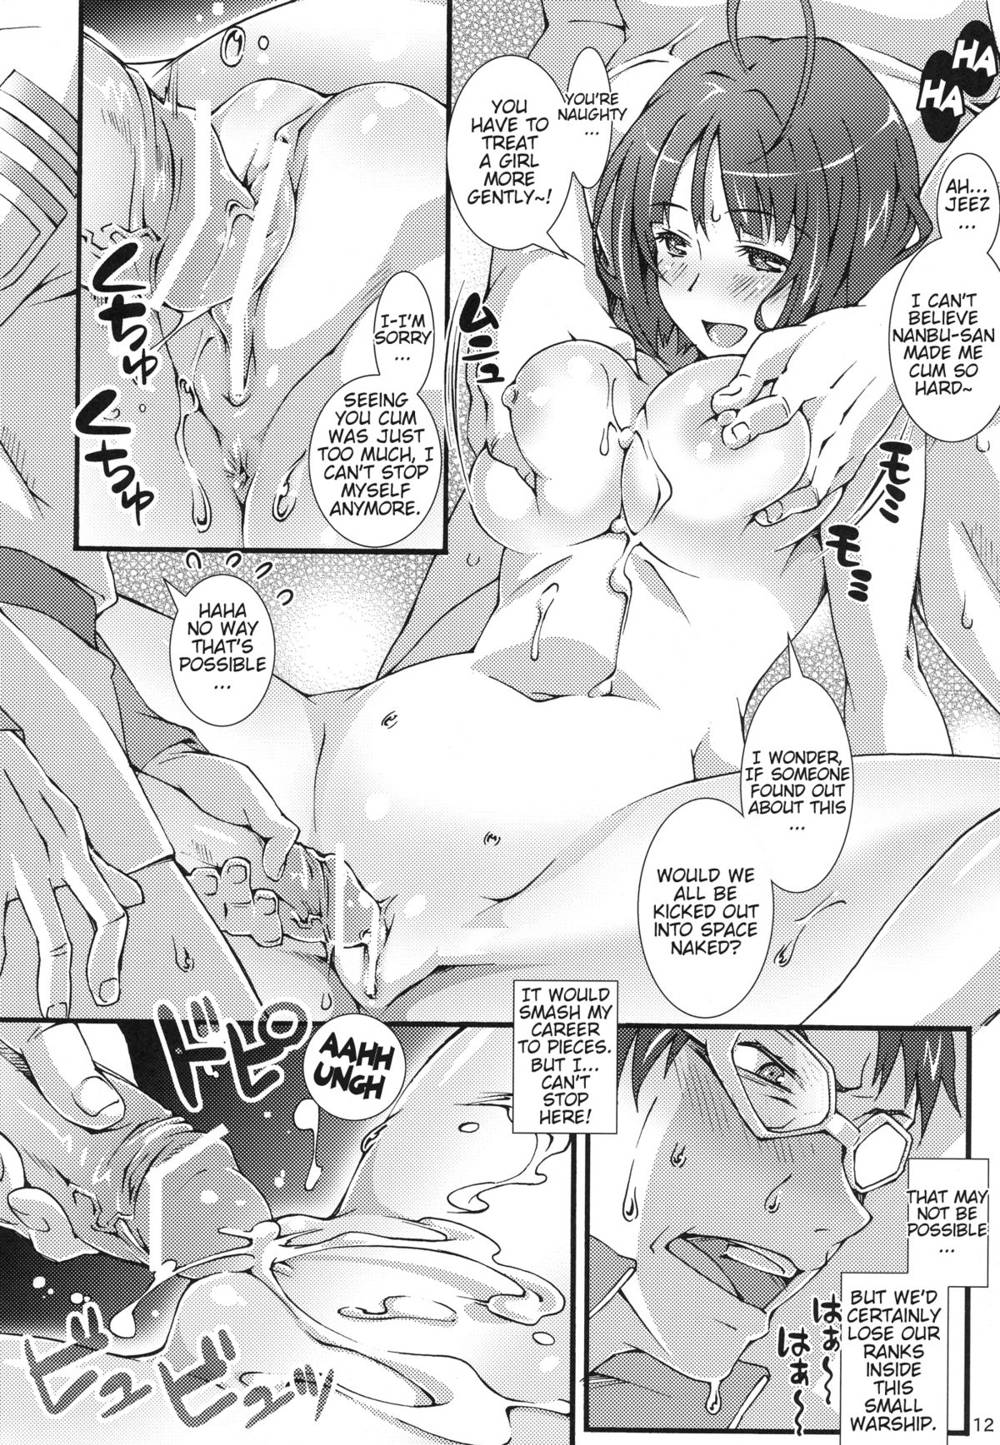 HA
HA
AH...
JEEZ
I CAN'T
BELIEVE
NANBU-SAN
MADE ME
CUM SO
HARD~
YOU'RE
NAUGHTY
...
YOU
HAVE TO
TREAT
A GIRL
MORE
GENTLY~!
ムニュ
モミ
モミ
I-I'M
SORRY
...
SEEING
YOU CUM
WAS JUST
TOO MUCH, I
CAN'T STOP
MYSELF
ANYMORE.
くちゅ
くちゅ
I WONDER,
IF SOMEONE
FOUND OUT
ABOUT THIS
...
WOULD WE
ALL BE
KICKED OUT
INTO SPACE
NAKED?
HAHA
NO WAY
THAT'S
POSSIBLE
...
THAT MAY
NOT BE
POSSIBLE
...
BUT WE'D
CERTAINLY
LOSE OUR
RANKS
INSIDE
THIS
SMALL
WARSHIP.
はぁ～
はぁ～
IT WOULD
SMASH MY
CAREER
TO PIECES.
BUT I...
CAN'T
STOP
HERE!
AAHH
UNGH
ドピ
ビュビュッ
12